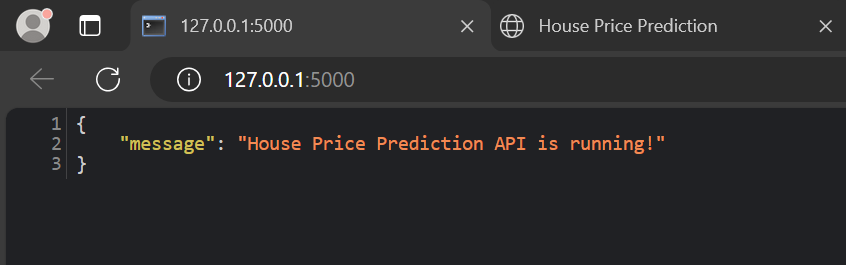 127.0.0.1:5000
House Price Prediction
127.0.0.1:5000
1 {
2 "message": "House Price Prediction API is running!"
3 }